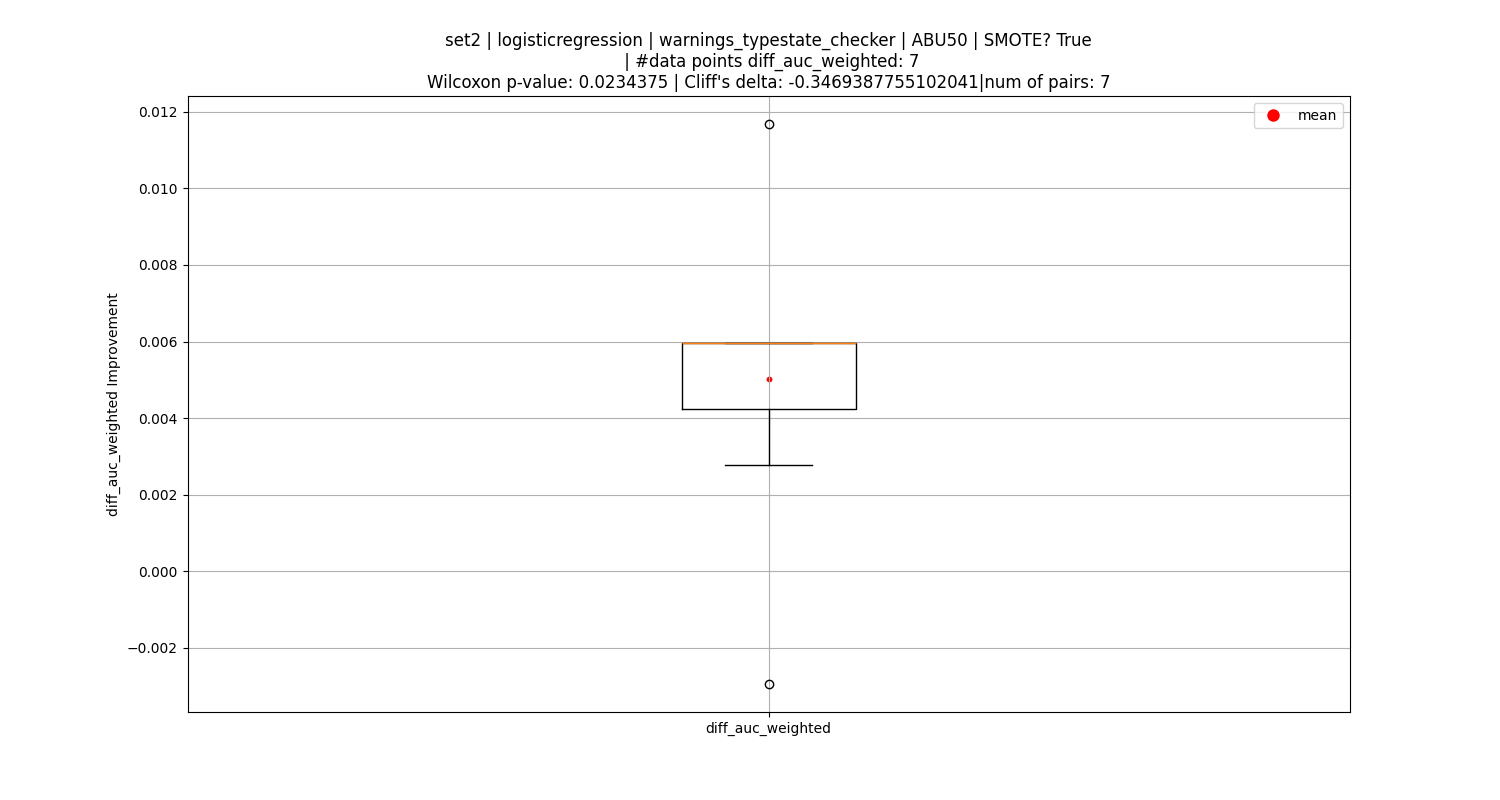 set2 | logisticregression | warnings_typestate_checker | ABU50 | SMOTE? True
| #data points diff_auc_weighted: 7
Wilcoxon p-value: 0.0234375 | Cliff's delta: -0.3469387755102041|num of pairs: 7
mean
0.012
0.010
0.008
0.006
0.004
0.002
0.000
−0.002
diff_auc_weighted Improvement
diff_auc_weighted